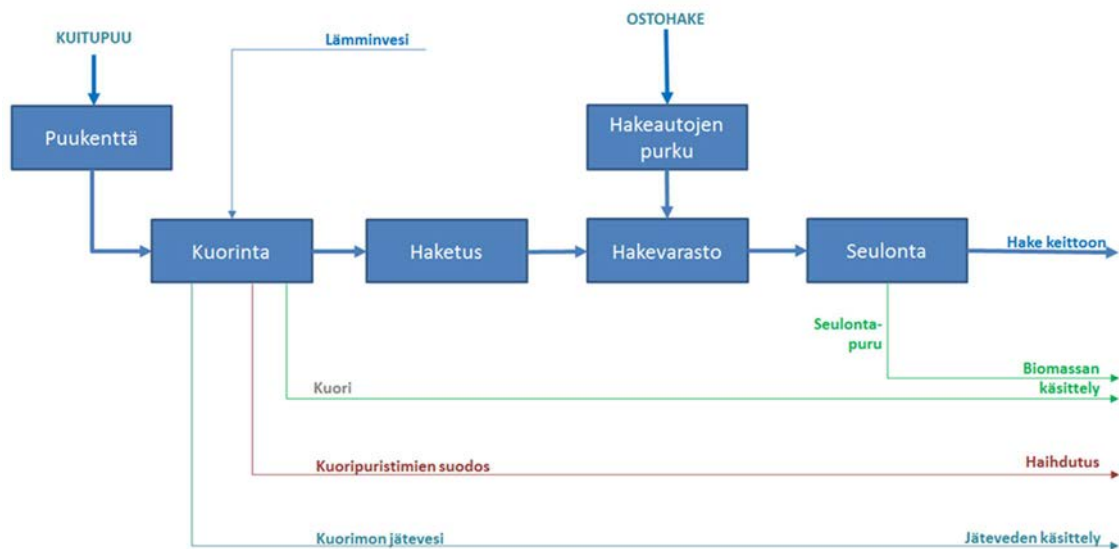 OSTOHAKE
KUITUPUU
Lämminvesi
Puukenttä
Hakeautojen
purku
Kuorinta
Haketus
Hakevarasto
Seulonta
Hake keittoon
Seulonta-
puru
Biomassan
käsittely
Kuori
Kuoripuristimien suodos
Haihdutus
Kuorimon jätevesi
Jäteveden käsittely